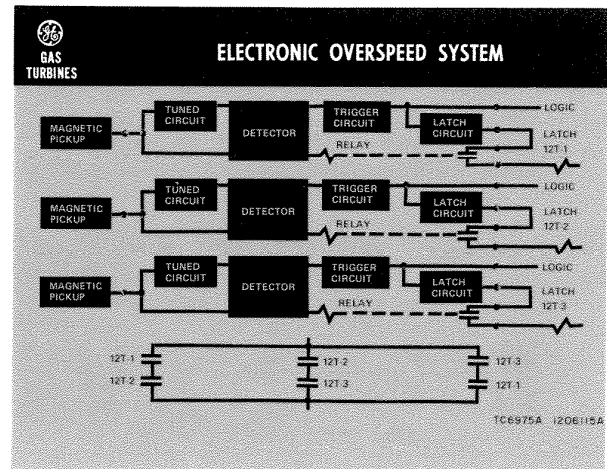 GE
GAS
TURBINES
ELECTRONIC OVERSPEED SYSTEM
MAGNETIC
PICKUP
TUNED
CIRCUIT
DETECTOR
TRIGGER
CIRCUIT
RELAY
LATCH
CIRCUIT
LOGIC
LATCH
12T-1
MAGNETIC
PICKUP
TUNED
CIRCUIT
DETECTOR
TRIGGER
CIRCUIT
RELAY
LATCH
CIRCUIT
LOGIC
LATCH
12T-2
MAGNETIC
PICKUP
TUNED
CIRCUIT
DETECTOR
TRIGGER
CIRCUIT
RELAY
LATCH
CIRCUIT
LOGIC
LATCH
12T-3
12T-1
12T-2
12T-2
12T-3
12T-3
12T-1
TC6975A 1206115A